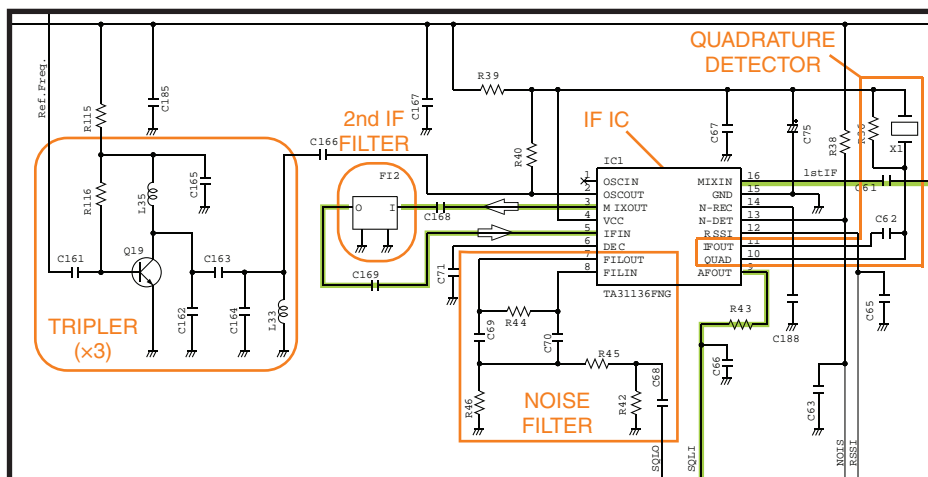 QUADRATURE
DETECTOR
Ref.Freq.
R115
C185
C167
R39
2nd IF
FILTER
IF IC
C166
R40
C67
C75
R38
R36
X1
FI2
O
I
IC1
1stIF
C61
R116
L35
C165
C168
1 OSCIN
2 OSCOUT
3 MIXOUT
4 VCC
5 IFIN
6 DEC
7 FILOUT
8 FILIN
MIXIN 16
GND 15
N-REC 14
N-DET 13
RSSI 12
IFOUT 11
QUAD 10
AFOUT 9
TA31136FNG
C62
Q19
C161
C163
C169
C71
TRIPLER
(×3)
C162
C164
L33
C69
R44
C70
R43
C188
C65
R45
C68
C66
R46
NOISE
FILTER
R42
C63
SQLO
SQLI
NOIS
RSSI